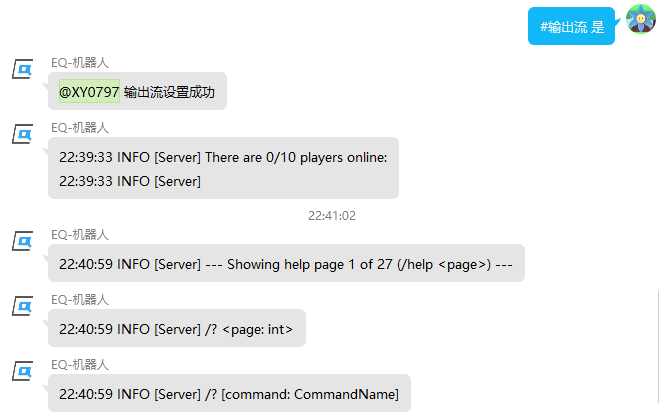 #输出流 是
EQ-机器人
@XY0797 输出流设置成功
EQ-机器人
22:39:33 INFO [Server] There are 0/10 players online:
22:39:33 INFO [Server]
22:41:02
EQ-机器人
22:40:59 INFO [Server] --- Showing help page 1 of 27 (/help <page>) ---
EQ-机器人
22:40:59 INFO [Server] /? <page: int>
EQ-机器人
22:40:59 INFO [Server] /? [command: CommandName]